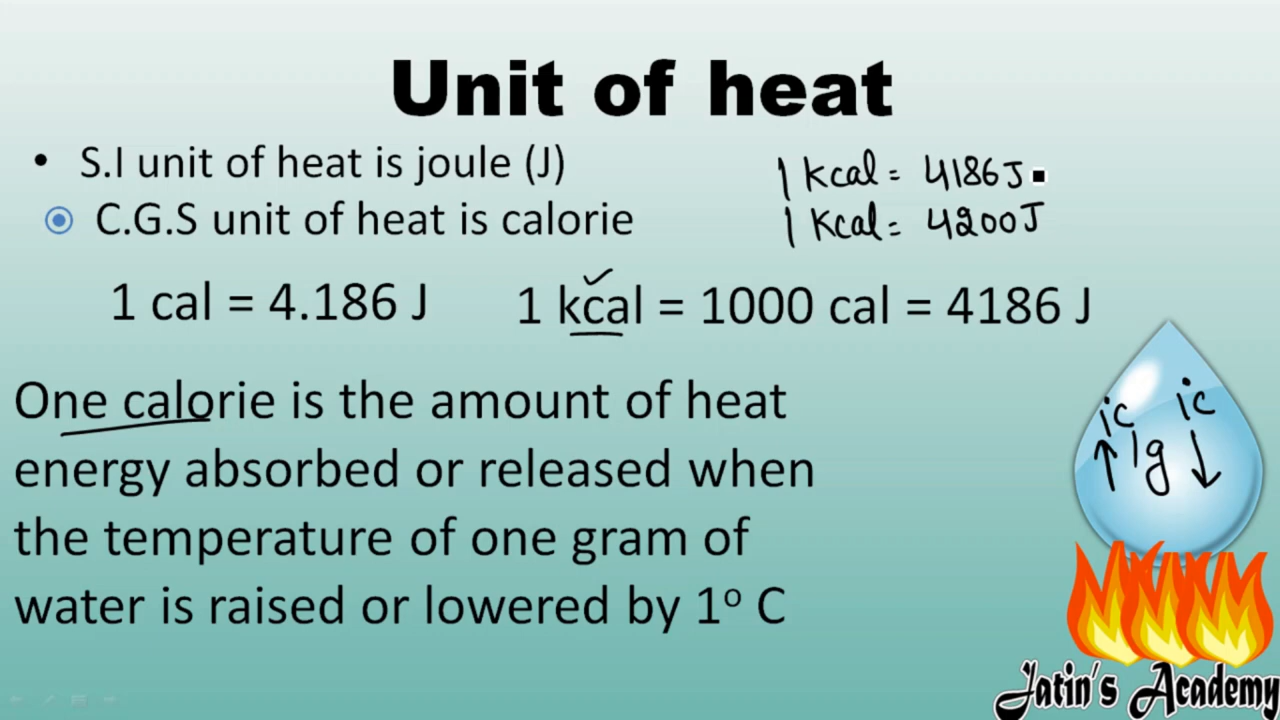 Unit of heat
• S.I unit of heat is joule (J)
C.G.S unit of heat is calorie
1 kcal = 4186 J
1 Kcal = 4200 J
1 cal = 4.186 J
1 kcal = 1000 cal = 4186 J
One calorie is the amount of heat
energy absorbed or released when
the temperature of one gram of
water is raised or lowered by 1º C
1c 1c
↑ 1g ↓
Jatin's Academy